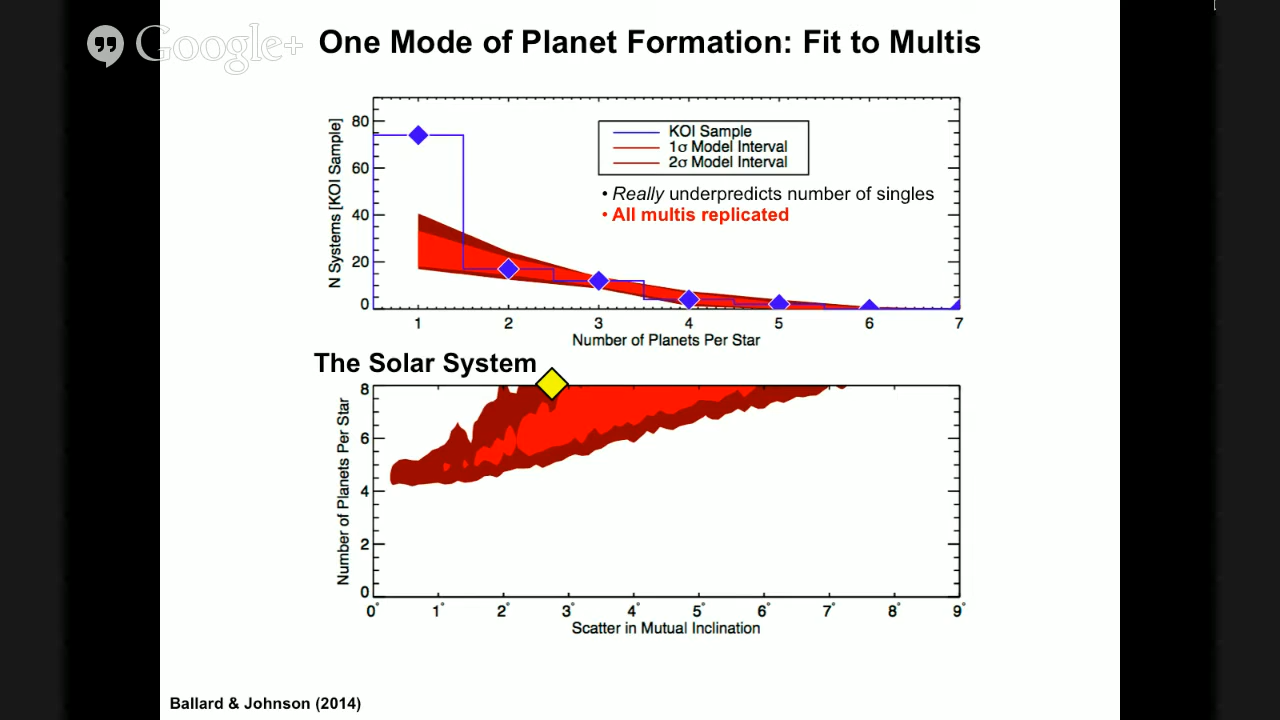 Google+
One Mode of Planet Formation: Fit to Multis
N Systems [KOI Sample]
80
60
40
20
0
KOI Sample
1σ Model Interval
2σ Model Interval
• Really underpredicts number of singles
• All multis replicated
1 2 3 4 5 6 7
Number of Planets Per Star
The Solar System
Number of Planets Per Star
8
6
4
2
0
0° 1° 2° 3° 4° 5° 6° 7° 8° 9°
Scatter in Mutual Inclination
Ballard & Johnson (2014)